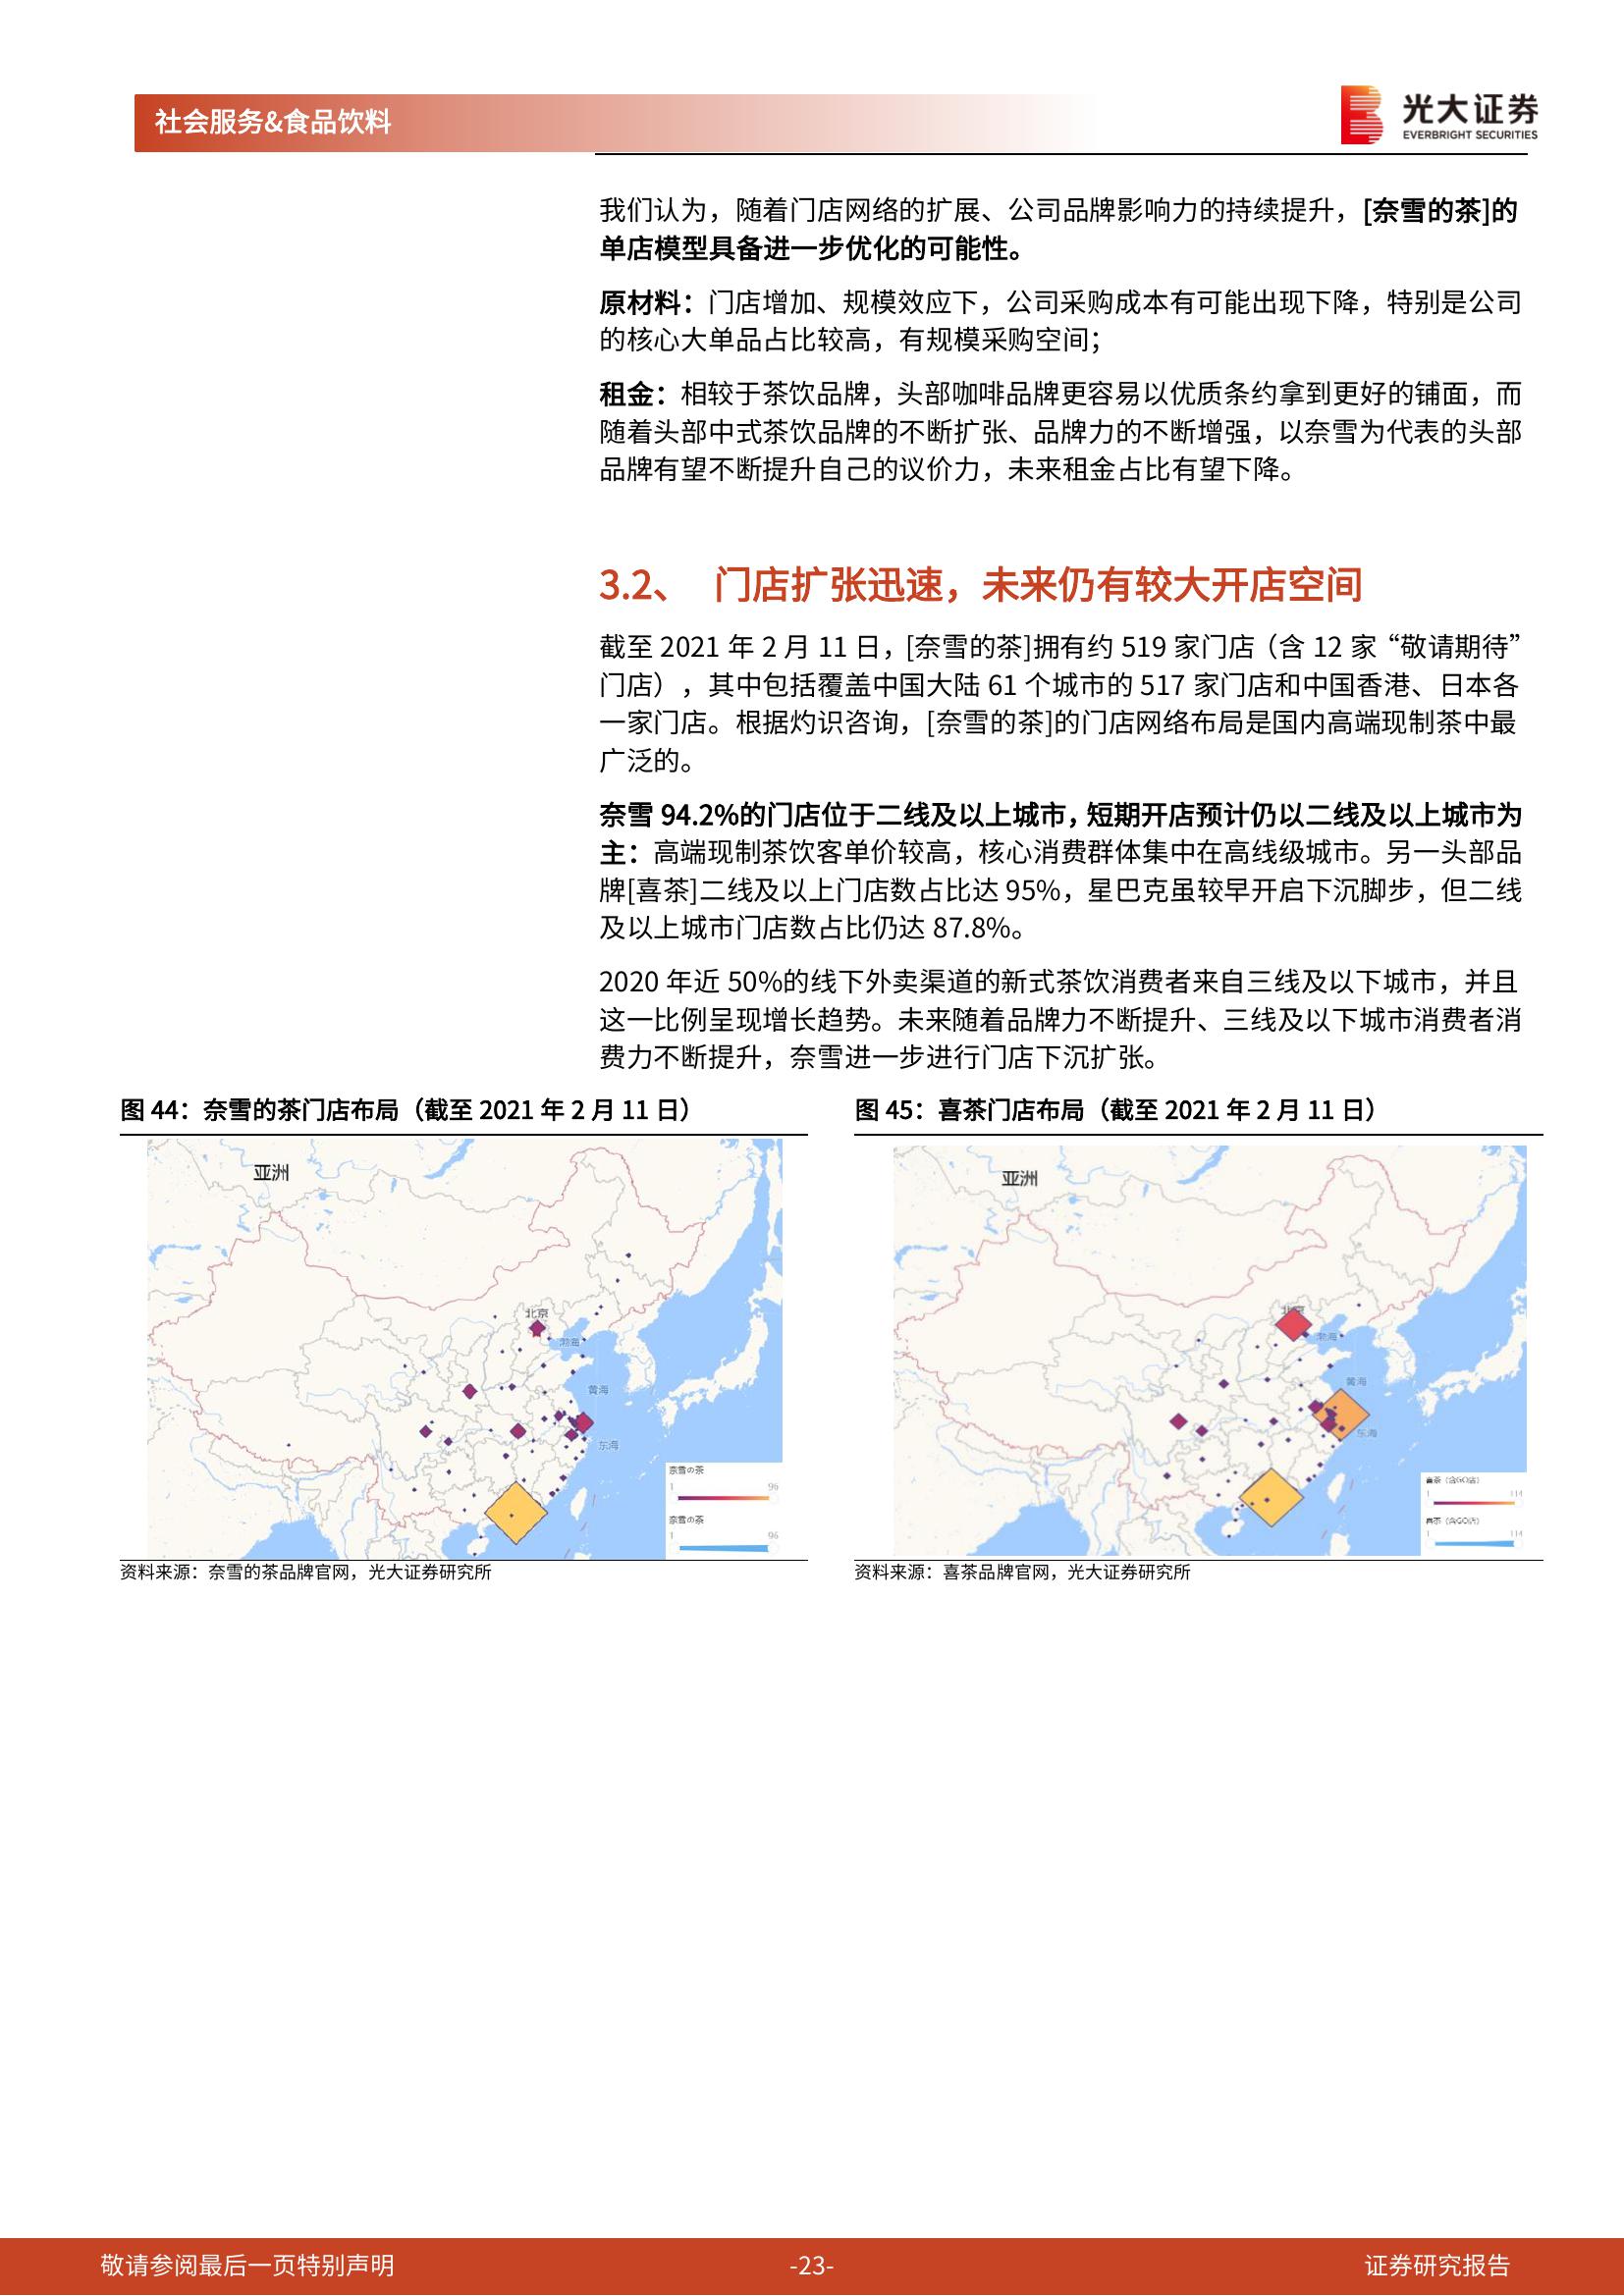 社会服务&食品饮料
光大证券
EVERBRIGHT SECURITIES
我们认为，随着门店网络的扩展、公司品牌影响力的持续提升，[奈雪的茶]的
单店模型具备进一步优化的可能性。
原材料：门店增加、规模效应下，公司采购成本有可能出现下降，特别是公司
的核心大单品占比较高，有规模采购空间；
租金：相较于茶饮品牌，头部咖啡品牌更容易以优质条约拿到更好的铺面，而
随着头部中式茶饮品牌的不断扩张、品牌力的不断增强，以奈雪为代表的头部
品牌有望不断提升自己的议价力，未来租金占比有望下降。
3.2、 门店扩张迅速，未来仍有较大开店空间
截至 2021 年 2 月 11 日，[奈雪的茶]拥有约 519 家门店（含 12 家“敬请期待”
门店），其中包括覆盖中国大陆 61 个城市的 517 家门店和中国香港、日本各
一家门店。根据灼识咨询，[奈雪的茶]的门店网络布局是国内高端现制茶中最
广泛的。
奈雪 94.2%的门店位于二线及以上城市，短期开店预计仍以二线及以上城市为
主：高端现制茶饮客单价较高，核心消费群体集中在高线级城市。另一头部品
牌[喜茶]二线及以上门店数占比达 95%，星巴克虽较早开启下沉脚步，但二线
及以上城市门店数占比仍达 87.8%。
2020 年近 50%的线下外卖渠道的新式茶饮消费者来自三线及以下城市，并且
这一比例呈现增长趋势。未来随着品牌力不断提升、三线及以下城市消费者消
费力不断提升，奈雪进一步进行门店下沉扩张。
图 44：奈雪的茶门店布局（截至 2021 年 2 月 11 日）
亚洲
北京
渤海
黄海
东海
奈雪の茶
1 96
奈雪の茶
1 96
资料来源：奈雪的茶品牌官网，光大证券研究所
图 45：喜茶门店布局（截至 2021 年 2 月 11 日）
亚洲
北京
渤海
黄海
东海
喜茶（含GO店）
1 114
喜茶（含GO店）
1 114
资料来源：喜茶品牌官网，光大证券研究所
敬请参阅最后一页特别声明
-23-
证券研究报告